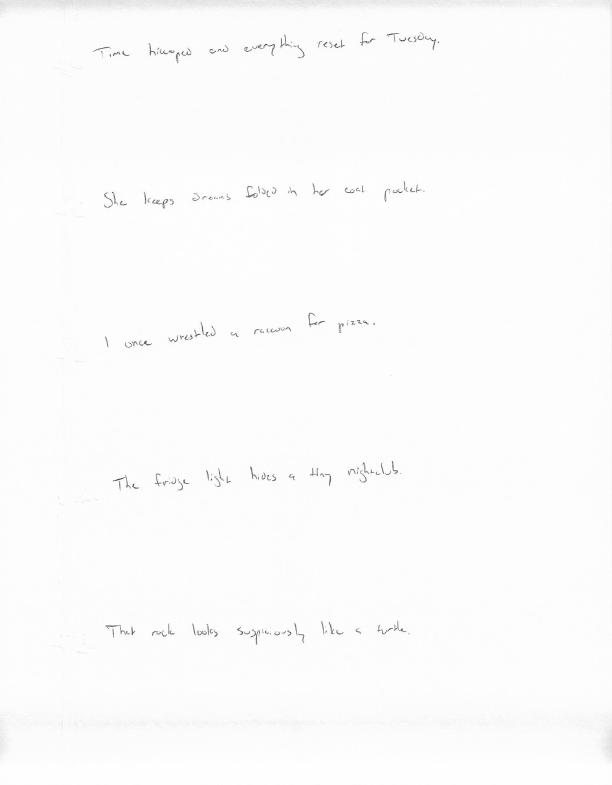 Time hiccuped and everything reset for Tuesday.
She keeps dreams folded in her coat pocket.
I once wrestled a raccoon for pizza.
The fridge light hides a tiny nightclub.
That rock looks suspiciously like a turtle.